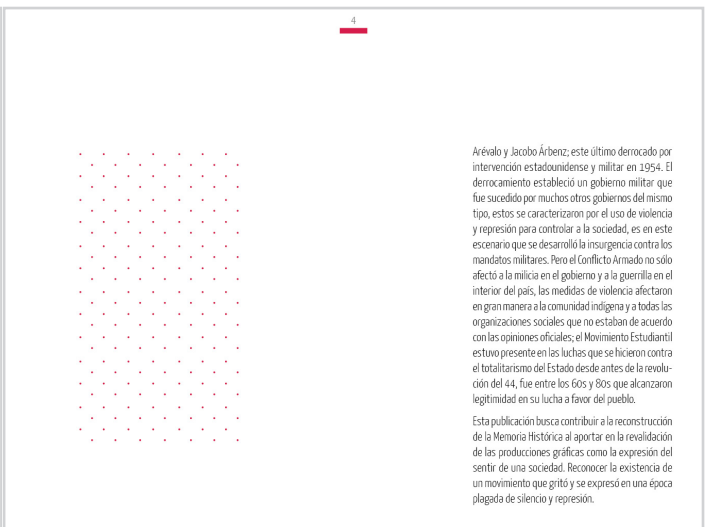 4
Arévalo y Jacobo Árbenz; este último derrocado por
intervención estadounidense y militar en 1954. El
derrocamiento estableció un gobierno militar que
fue sucedido por muchos otros gobiernos del mismo
tipo, estos se caracterizaron por el uso de violencia
y represión para controlar a la sociedad, es en este
escenario que se desarrolló la insurgencia contra los
mandatos militares. Pero el Conflicto Armado no sólo
afectó a la milicia en el gobierno y a la guerrilla en el
interior del país, las medidas de violencia afectaron
en gran manera a la comunidad indígena y a todas las
organizaciones sociales que no estaban de acuerdo
con las opiniones oficiales; el Movimiento Estudiantil
estuvo presente en las luchas que se hicieron contra
el totalitarismo del Estado desde antes de la revolu-
ción del 44, fue entre los 60s y 80s que alcanzaron
legitimidad en su lucha a favor del pueblo.
Esta publicación busca contribuir a la reconstrucción
de la Memoria Histórica al aportar en la revalidación
de las producciones gráficas como la expresión del
sentir de una sociedad. Reconocer la existencia de
un movimiento que gritó y se expresó en una época
plagada de silencio y represión.